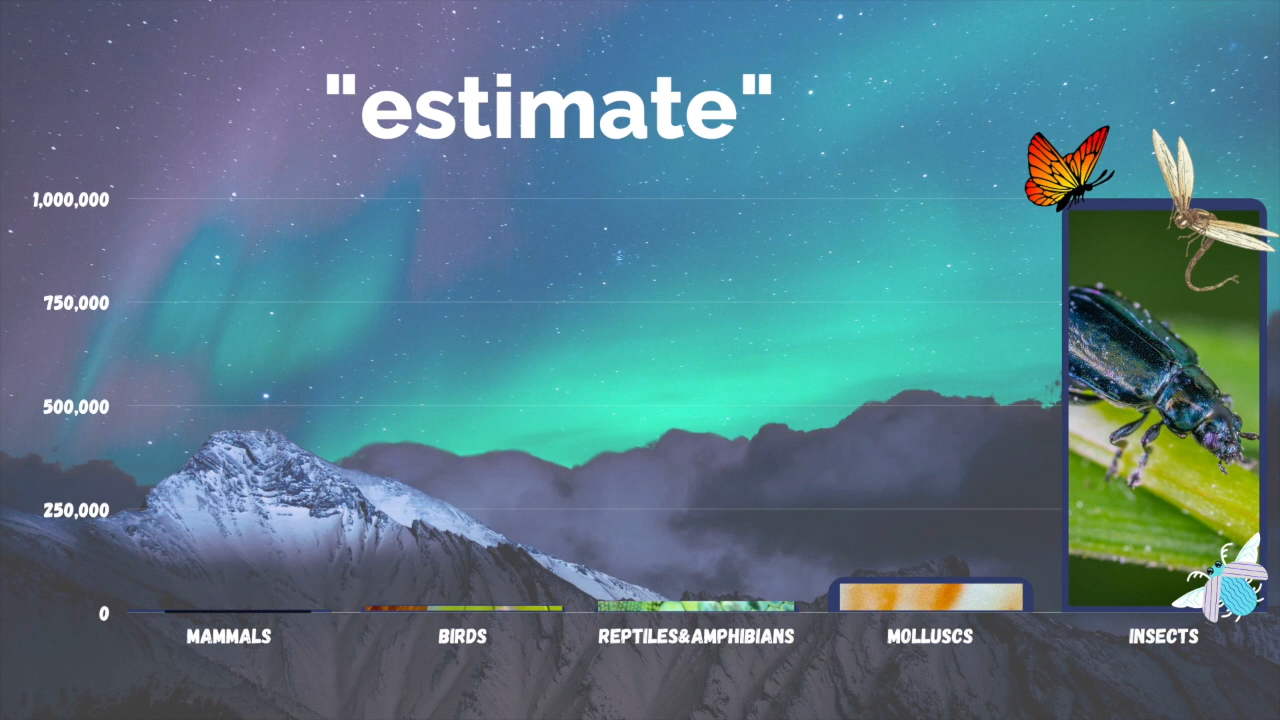 "estimate"
1,000,000
750,000
500,000
250,000
0
MAMMALS
BIRDS
REPTILES&AMPHIBIANS
MOLLUSCS
INSECTS